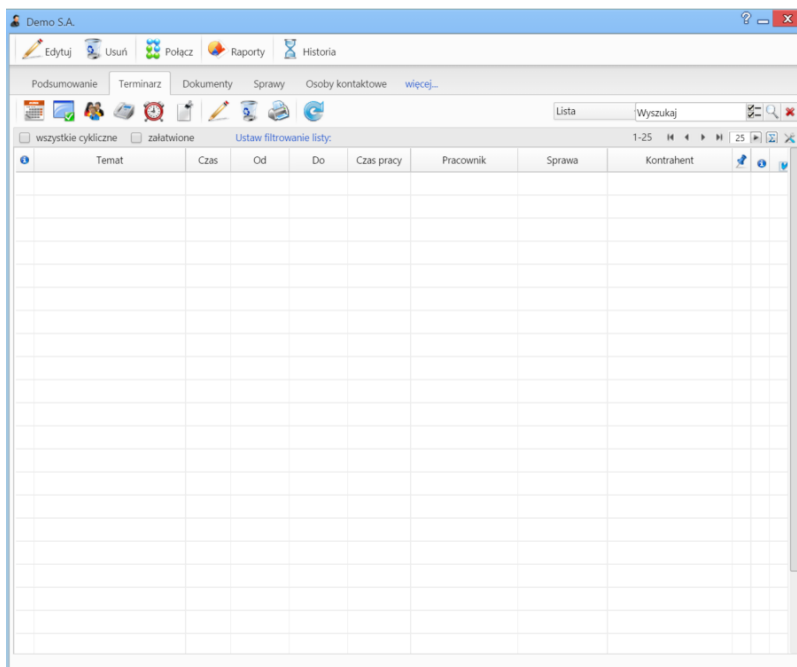 Demo S.A.
Edytuj Usuń Połącz Raporty Historia
Podsumowanie Terminarz Dokumenty Sprawy Osoby kontaktowe więcej...
Lista Wyszukaj
wszystkie cykliczne załatwione Ustaw filtrowanie listy: 1-25 25
Temat Czas Od Do Czas pracy Pracownik Sprawa Kontrahent